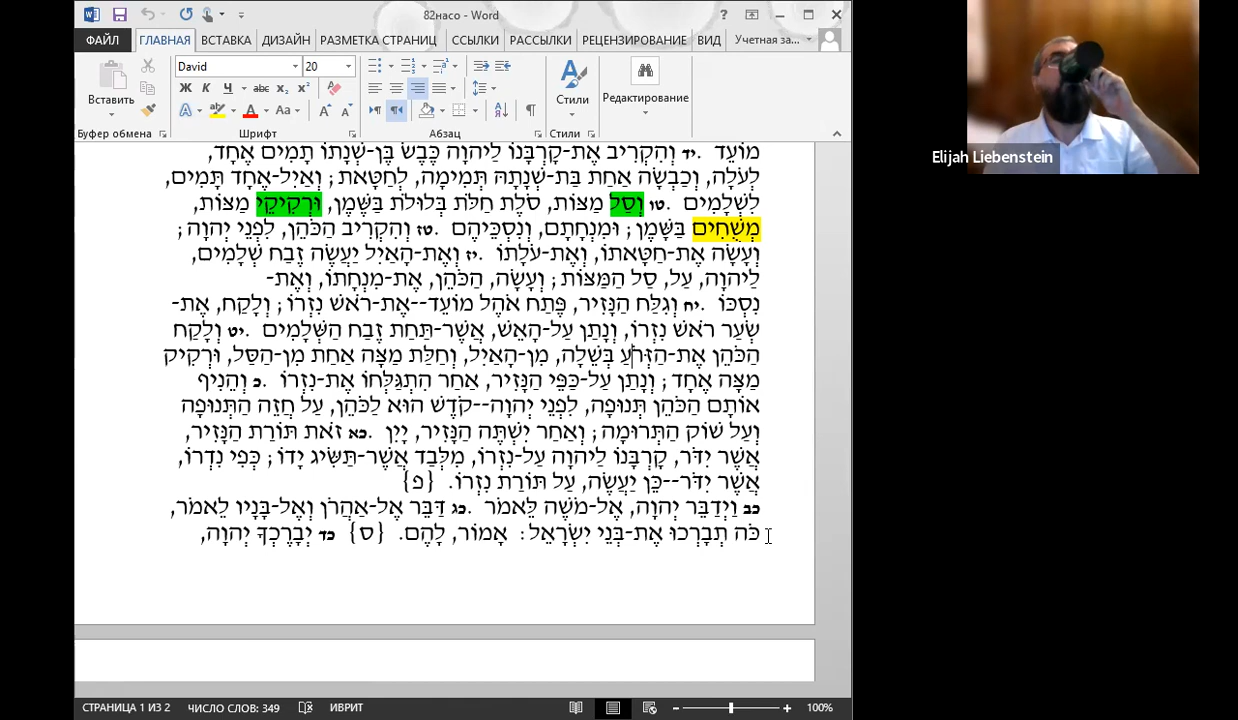 82насо - Word
ФАЙЛ ГЛАВНАЯ ВСТАВКА ДИЗАЙН РАЗМЕТКА СТРАНИЦ ССЫЛКИ РАССЫЛКИ РЕЦЕНЗИРОВАНИЕ ВИД Учетная за...
David 20
Вставить
Ж К Ч abc x₂ x²
Aa
Стили Редактирование
Буфер обмена Шрифт Абзац Стили
Elijah Liebenstein
מוֹעֵד .יד וְהִקְרִיב אֶת-קָרְבָּנוֹ לַיהוָה כֶּבֶשׂ בֶּן-שְׁנָתוֹ תָמִים אֶחָד,
לְעֹלָה, וְכַבְשָׂה אַחַת בַּת-שְׁנָתָהּ תְּמִימָה, לְחַטָּאת; וְאַיִל-אֶחָד תָּמִים,
לִשְׁלָמִים .טו וְסַל מַצּוֹת, סֹלֶת חַלֹּת בְּלוּלֹת בַּשֶּׁמֶן, וּרְקִיקֵי מַצּוֹת,
מְשֻׁחִים בַּשָּׁמֶן; וּמִנְחָתָם, וְנִסְכֵּיהֶם .טז וְהִקְרִיב הַכֹּהֵן, לִפְנֵי יְהוָה;
וְעָשָׂה אֶת-חַטָּאתוֹ, וְאֶת-עֹלָתוֹ .יז וְאֶת-הָאַיִל יַעֲשֶׂה זֶבַח שְׁלָמִים,
לַיהוָה, עַל, סַל הַמַּצּוֹת; וְעָשָׂה, הַכֹּהֵן, אֶת-מִנְחָתוֹ, וְאֶת-
נִסְכּוֹ .יח וְגִלַּח הַנָּזִיר, פֶּתַח אֹהֶל מוֹעֵד--אֶת-רֹאשׁ נִזְרוֹ; וְלָקַח, אֶת-
שְׂעַר רֹאשׁ נִזְרוֹ, וְנָתַן עַל-הָאֵשׁ, אֲשֶׁר-תַּחַת זֶבַח הַשְּׁלָמִים .יט וְלָקַח
הַכֹּהֵן אֶת-הַזְּרֹעַ בְּשֵׁלָה, מִן-הָאַיִל, וְחַלַּת מַצָּה אַחַת מִן-הַסַּל, וּרְקִיק
מַצָּה אֶחָד; וְנָתַן עַל-כַּפֵּי הַנָּזִיר, אַחַר הִתְגַּלְּחוֹ אֶת-נִזְרוֹ .כ וְהֵנִיף
אוֹתָם הַכֹּהֵן תְּנוּפָה, לִפְנֵי יְהוָה--קֹדֶשׁ הוּא לַכֹּהֵן, עַל חֲזֵה הַתְּנוּפָה
וְעַל שׁוֹק הַתְּרוּמָה; וְאַחַר יִשְׁתֶּה הַנָּזִיר, יָיִן .כא זֹאת תּוֹרַת הַנָּזִיר,
אֲשֶׁר יִדֹּר, קָרְבָּנוֹ לַיהוָה עַל-נִזְרוֹ, מִלְּבַד אֲשֶׁר-תַּשִּׂיג יָדוֹ; כְּפִי נִדְרוֹ,
אֲשֶׁר יִדֹּר--כֵּן יַעֲשֶׂה, עַל תּוֹרַת נִזְרוֹ. {פ}
כב וַיְדַבֵּר יְהוָה, אֶל-מֹשֶׁה לֵּאמֹר .כג דַּבֵּר אֶל-אַהֲרֹן וְאֶל-בָּנָיו לֵאמֹר,
כֹּה תְבָרְכוּ אֶת-בְּנֵי יִשְׂרָאֵל: אָמוֹר, לָהֶם. {ס} כד יְבָרֶכְךָ יְהוָה,
СТРАНИЦА 1 ИЗ 2 ЧИСЛО СЛОВ: 349 ИВРИТ 100%